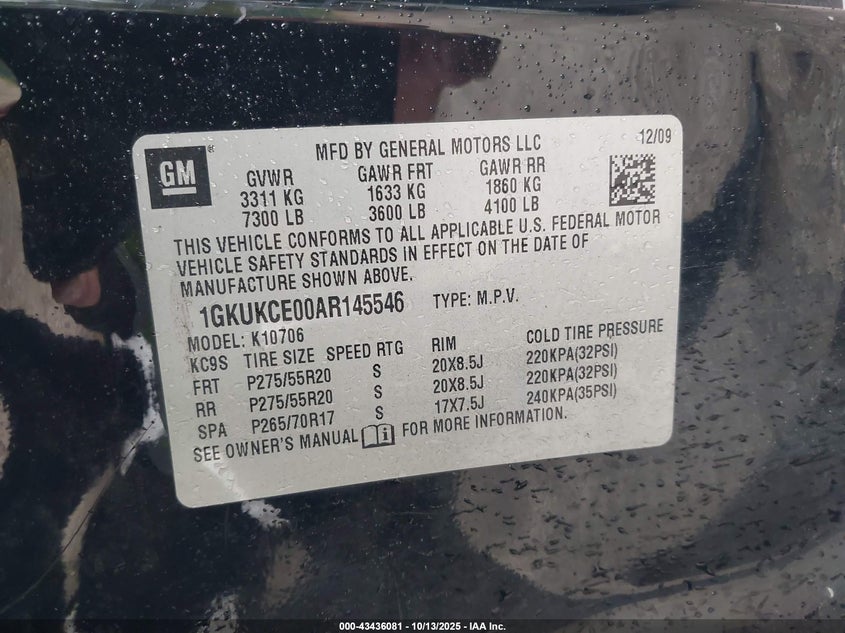 GM
MFD BY GENERAL MOTORS LLC
12/09
GVWR GAWR FRT GAWR RR
3311 KG 1633 KG 1860 KG
7300 LB 3600 LB 4100 LB
THIS VEHICLE CONFORMS TO ALL APPLICABLE U.S. FEDERAL MOTOR
VEHICLE SAFETY STANDARDS IN EFFECT ON THE DATE OF
MANUFACTURE SHOWN ABOVE.
1GKUKCE00AR145546 TYPE: M.P.V.
MODEL: K10706
KC9S TIRE SIZE SPEED RTG RIM COLD TIRE PRESSURE
FRT P275/55R20 S 20X8.5J 220KPA(32PSI)
RR P275/55R20 S 20X8.5J 220KPA(32PSI)
SPA P265/70R17 S 17X7.5J 240KPA(35PSI)
SEE OWNER'S MANUAL i FOR MORE INFORMATION.
000-43436081 - 10/13/2025 - IAA Inc.